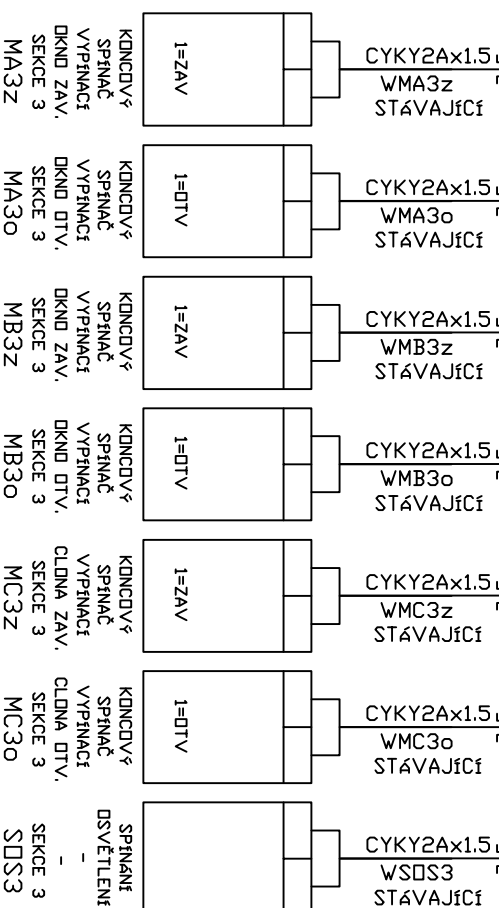 KONCOVÝ
SPÍNAČ
VYPÍNACÍ
OKNO ZAV.
SEKCE 3
MA3z
1=ZAV
CYKY2Ax1.5
WMA3z
STÁVAJÍCÍ
KONCOVÝ
SPÍNAČ
VYPÍNACÍ
OKNO OTV.
SEKCE 3
MA3o
1=OTV
CYKY2Ax1.5
WMA3o
STÁVAJÍCÍ
KONCOVÝ
SPÍNAČ
VYPÍNACÍ
OKNO ZAV.
SEKCE 3
MB3z
1=ZAV
CYKY2Ax1.5
WMB3z
STÁVAJÍCÍ
KONCOVÝ
SPÍNAČ
VYPÍNACÍ
OKNO OTV.
SEKCE 3
MB3o
1=OTV
CYKY2Ax1.5
WMB3o
STÁVAJÍCÍ
KONCOVÝ
SPÍNAČ
VYPÍNACÍ
CLONA ZAV.
SEKCE 3
MC3z
1=ZAV
CYKY2Ax1.5
WMC3z
STÁVAJÍCÍ
KONCOVÝ
SPÍNAČ
VYPÍNACÍ
CLONA OTV.
SEKCE 3
MC3o
1=OTV
CYKY2Ax1.5
WMC3o
STÁVAJÍCÍ
SPÍNÁNÍ
OSVĚTLENÍ
-
-
SEKCE 3
SOS3
CYKY2Ax1.5
WSOS3
STÁVAJÍCÍ